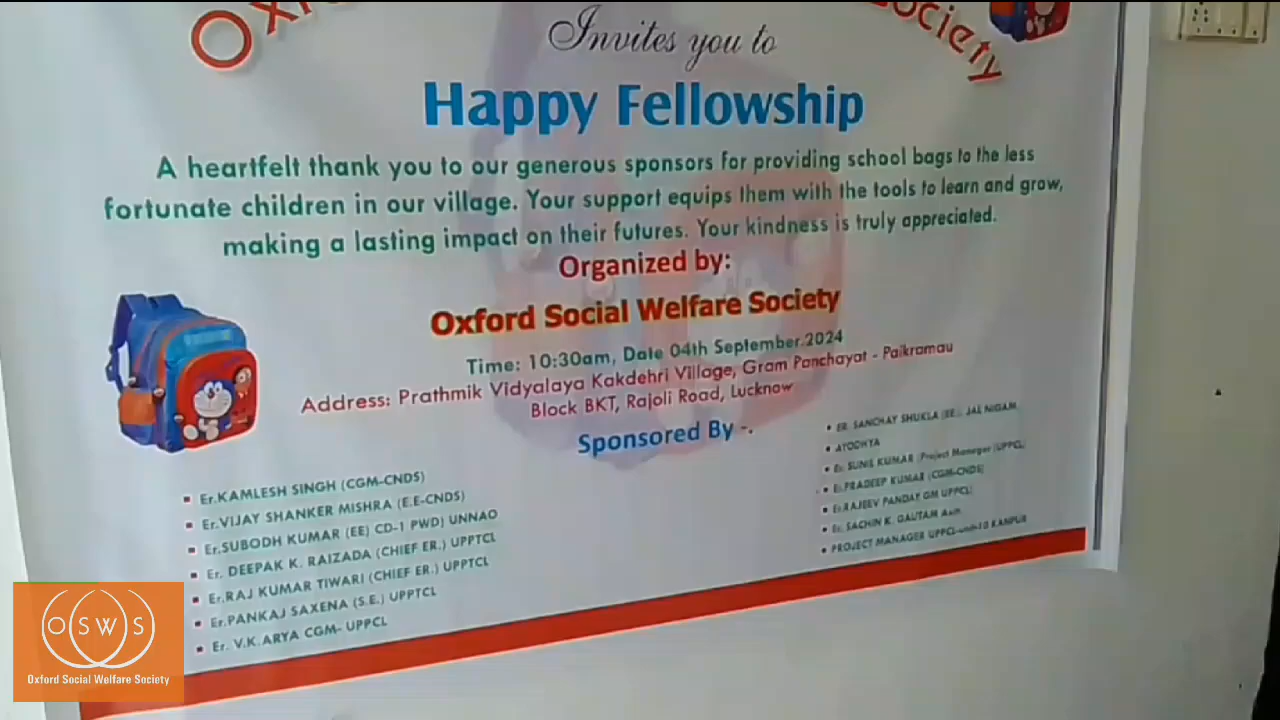 Oxf
Society
Invites you to
Happy Fellowship
A heartfelt thank you to our generous sponsors for providing school bags to the less
fortunate children in our village. Your support equips them with the tools to learn and grow,
making a lasting impact on their futures. Your kindness is truly appreciated.
Organized by:
Oxford Social Welfare Society
Time: 10:30am, Date 04th September.2024
Address: Prathmik Vidyalaya Kakdehri Village, Gram Panchayat - Paikramau
Block BKT, Rajoli Road, Lucknow
Sponsored By -.
Er.KAMLESH SINGH (CGM-CNDS)
Er.VIJAY SHANKER MISHRA (E.E-CNDS)
Er.SUBODH KUMAR (EE) CD-1 PWD) UNNAO
Er. DEEPAK K. RAIZADA (CHIEF ER.) UPPTCL
Er.RAJ KUMAR TIWARI (CHIEF ER.) UPPTCL
Er.PANKAJ SAXENA (S.E.) UPPTCL
Er. V.K.ARYA CGM- UPPCL
ER. SANCHAY SHUKLA JAL NIGAM
AYODHYA
Er. SUNIL KUMAR (Project Manager)UPPCL)
Er.PRADEEP KUMAR (CGM-CNDS)
Er.RAJEEV PANDAY GM UPPCL)
Er. SACHIN K. GAUTAM
PROJECT MANAGER UPPCL-unit-10 KANPUR
OSWS
Oxford Social Welfare Society